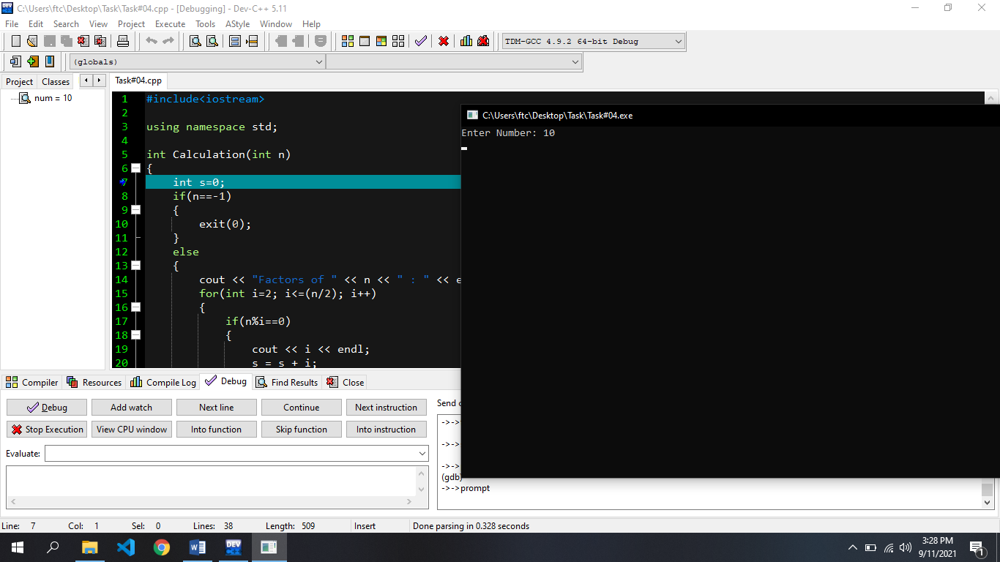 C:\Users\ftc\Desktop\Task\Task#04.cpp - [Debugging] - Dev-C++ 5.11
File Edit Search View Project Execute Tools AStyle Window Help
TDM-GCC 4.9.2 64-bit Debug
(globals)
Project Classes Task#04.cpp
num = 10
1 #include<iostream>
2
3 using namespace std;
4
5 int Calculation(int n)
6 {
7 int s=0;
8 if(n==-1)
9 {
10 exit(0);
11 }
12 else
13 {
14 cout << "Factors of " << n << " : " << e
15 for(int i=2; i<=(n/2); i++)
16 {
17 if(n%i==0)
18 {
19 cout << i << endl;
20 s = s + i;
C:\Users\ftc\Desktop\Task\Task#04.exe
Enter Number: 10
Compiler Resources Compile Log Debug Find Results Close
Debug Add watch Next line Continue Next instruction
Stop Execution View CPU window Into function Skip function Into instruction
Evaluate:
Send
->->
->->
->->
(gdb)
->->prompt
Line: 7 Col: 1 Sel: 0 Lines: 38 Length: 509 Insert Done parsing in 0.328 seconds
3:28 PM
9/11/2021
1